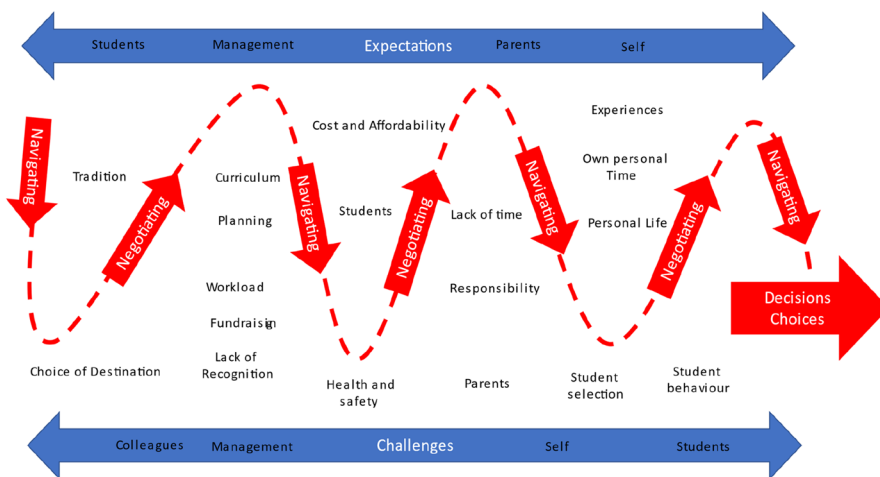 Students
Management
Expectations
Parents
Self
Navigating
Tradition
Negotiating
Curriculum
Planning
Workload
Fundraisin
g
Lack of
Recognition
Choice of Destination
Navigating
Cost and Affordability
Students
Health and
safety
Negotiating
Lack of time
Responsibility
Parents
Navigating
Experiences
Own personal
Time
Personal Life
Student
selection
Negotiating
Student
behaviour
Navigating
Decisions
Choices
Colleagues
Management
Challenges
Self
Students